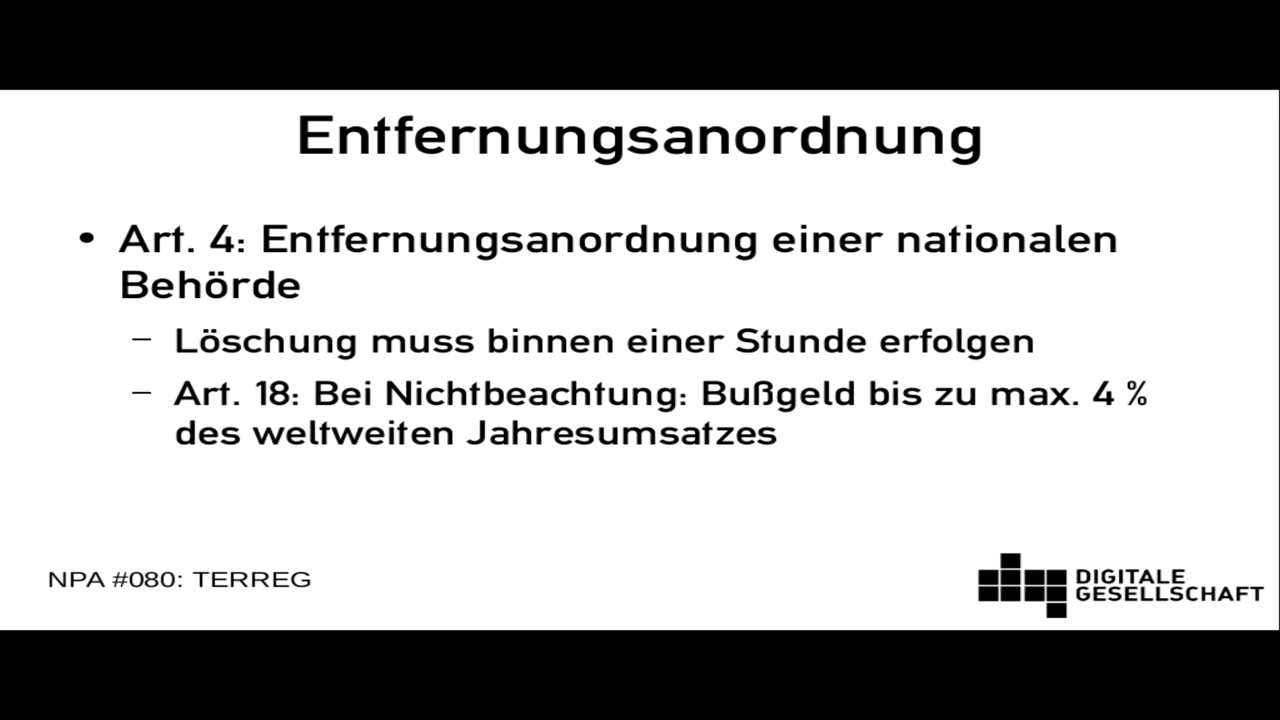 Entfernungsanordnung
• Art. 4: Entfernungsanordnung einer nationalen
Behörde
– Löschung muss binnen einer Stunde erfolgen
– Art. 18: Bei Nichtbeachtung: Bußgeld bis zu max. 4 %
des weltweiten Jahresumsatzes
NPA #080: TERREG
DIGITALE
GESELLSCHAFT